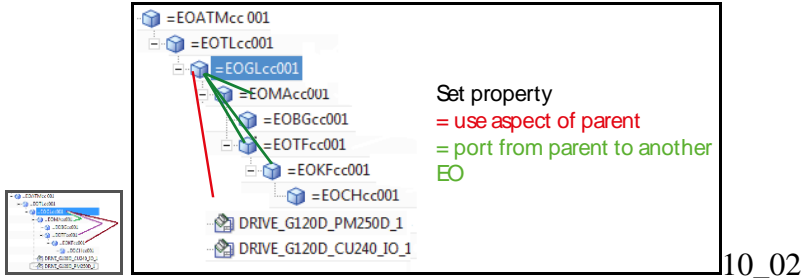 =EOATMcc 001
=EOTLcc001
=EOGLcc001
=EOMAcc001
=EOBGcc001
=EOTFcc001
=EOKFcc001
=EOCHcc001
DRIVE_G120D_PM250D_1
DRIVE_G120D_CU240_IO_1
Set property
= use aspect of parent
= port from parent to another
EO
10_02